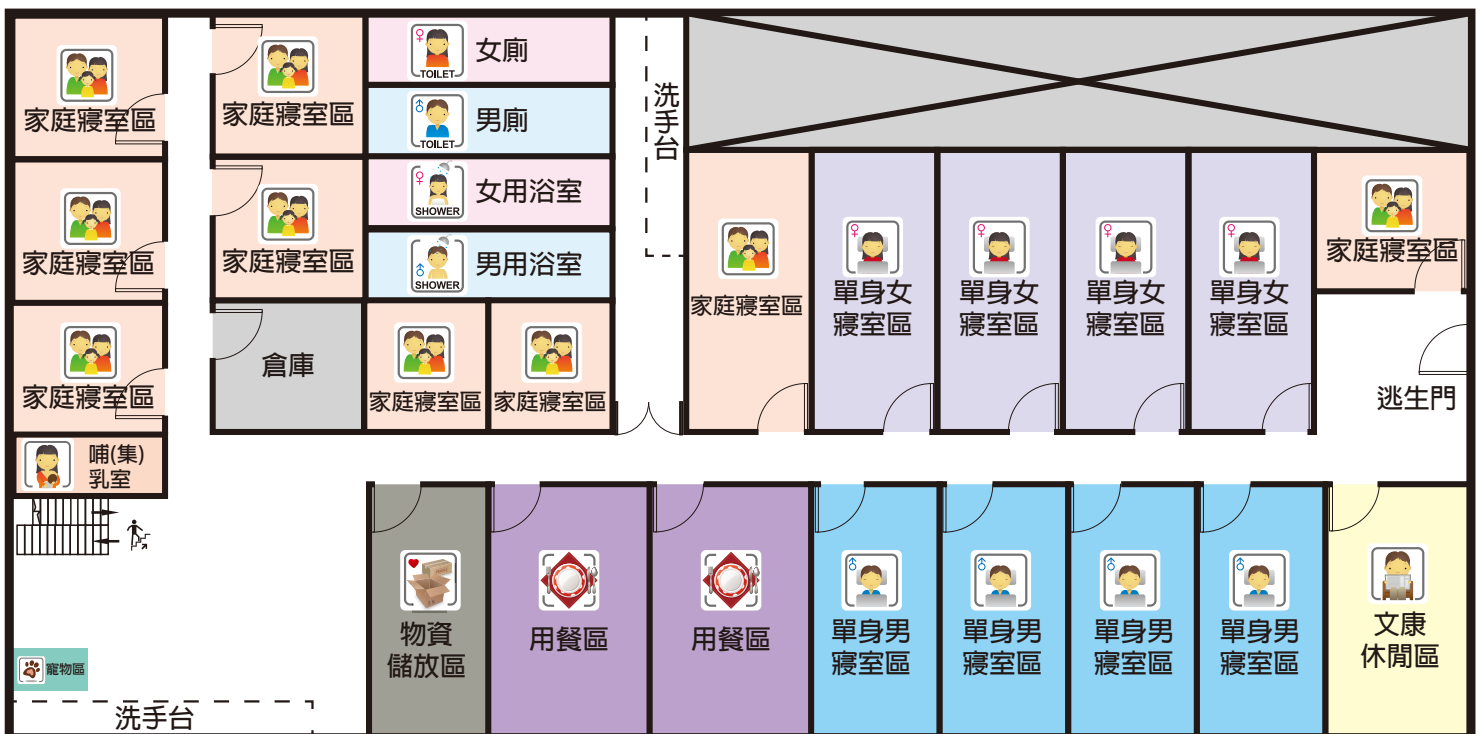 家庭寢室區
家庭寢室區
TOILET
女廁
TOILET
男廁
洗手台
家庭寢室區
家庭寢室區
SHOWER
女用浴室
SHOWER
男用浴室
家庭寢室區
單身女
寢室區
單身女
寢室區
單身女
寢室區
單身女
寢室區
家庭寢室區
家庭寢室區
倉庫
家庭寢室區
家庭寢室區
逃生門
哺(集)
乳室
物資
儲放區
用餐區
用餐區
單身男
寢室區
單身男
寢室區
單身男
寢室區
單身男
寢室區
文康
休閒區
寵物區
洗手台